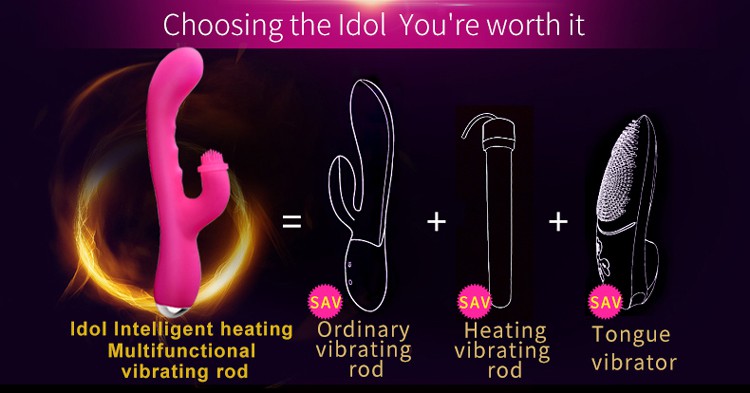 Choosing the Idol You're worth it
=
+
+
SAV
SAV
SAV
Idol Intelligent heating
Multifunctional
vibrating rod
Ordinary
vibrating
rod
Heating
vibrating
rod
Tongue
vibrator